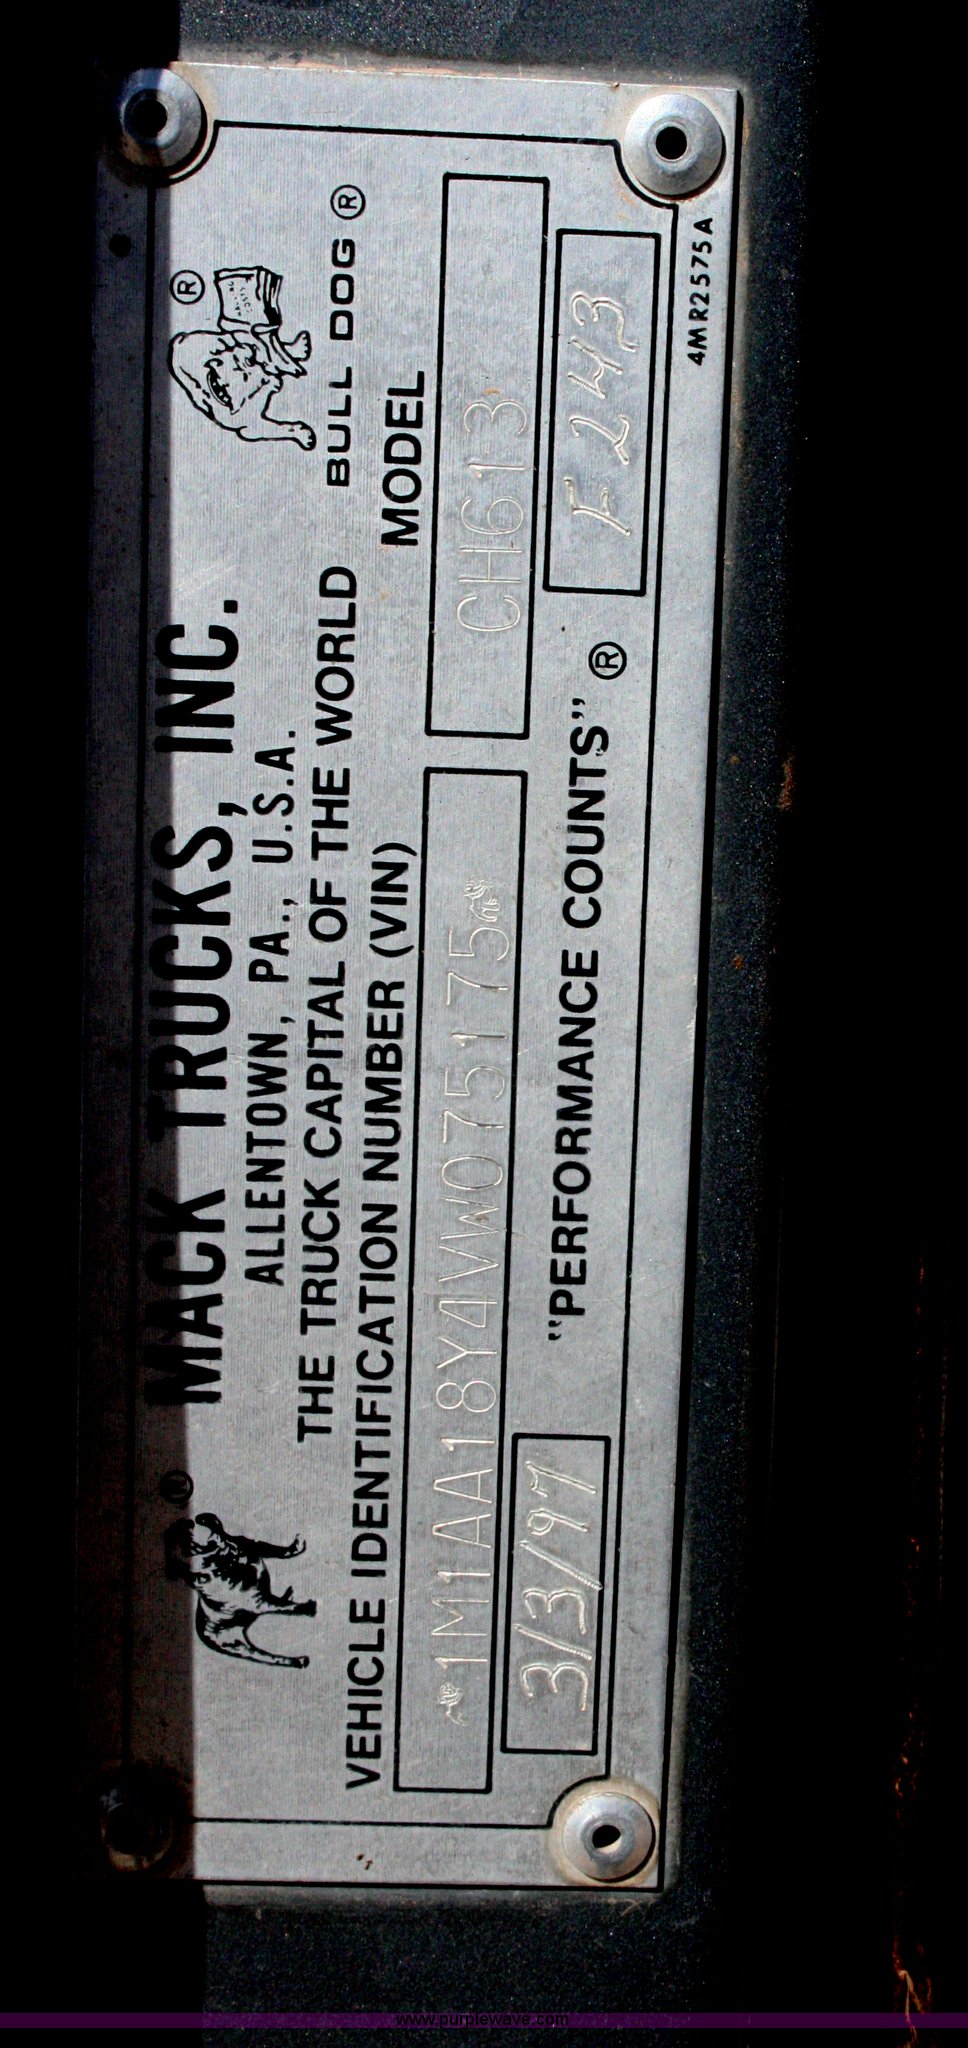 MACK TRUCKS, INC.
ALLENTOWN, PA., U.S.A.
THE TRUCK CAPITAL OF THE WORLD
BULL DOG ®
VEHICLE IDENTIFICATION NUMBER (VIN)
MODEL
1M1AA18Y4VW075175
CH613
3/3/97
"PERFORMANCE COUNTS" ®
E 243
4MR2575A
www.purplewave.com